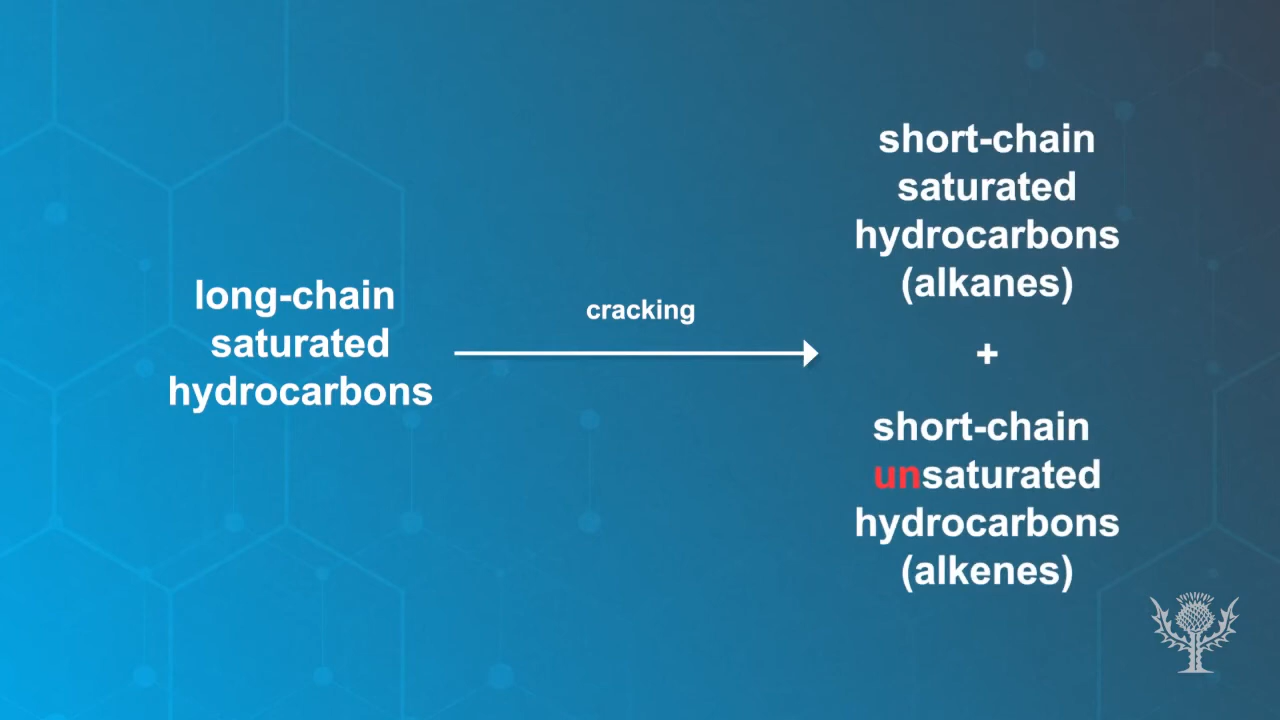 long-chain
saturated
hydrocarbons
cracking
short-chain
saturated
hydrocarbons
(alkanes)
+
short-chain
unsaturated
hydrocarbons
(alkenes)